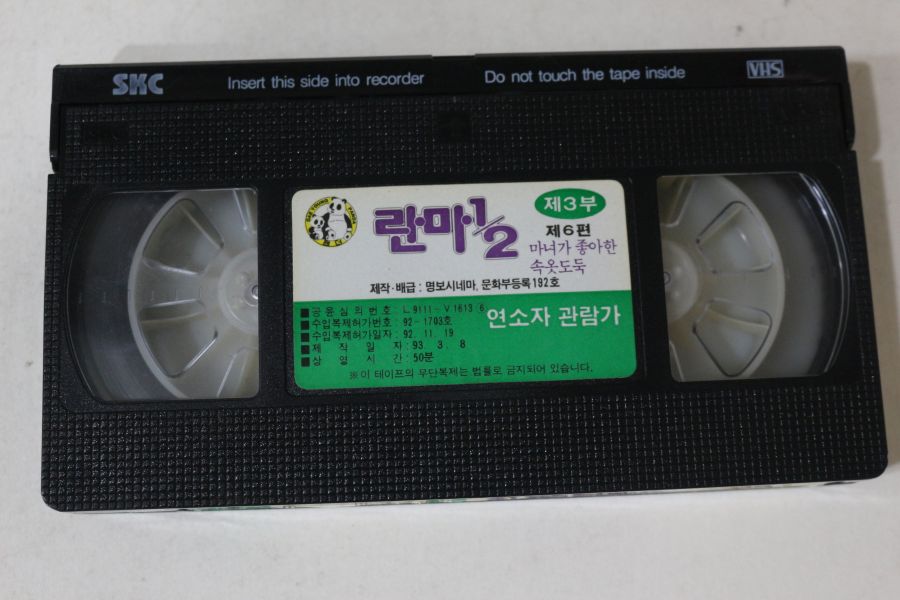 SKC Insert this side into recorder Do not touch the tape inside VHS
란마1/2
제3부
제6편
마녀가 좋아한
속옷도둑
제작·배급 : 명보시네마, 문화부등록192호
■공윤심의번호 : L 9111-V1613⑥
■수입복제허가번호 : 92-1703호
■수입복제허가일자 : 92. 11. 19
■제작일자 : 93. 3. 8
■상영시간 : 50분
연소자 관람가
※이 테이프의 무단복제는 법률로 금지되어 있습니다.